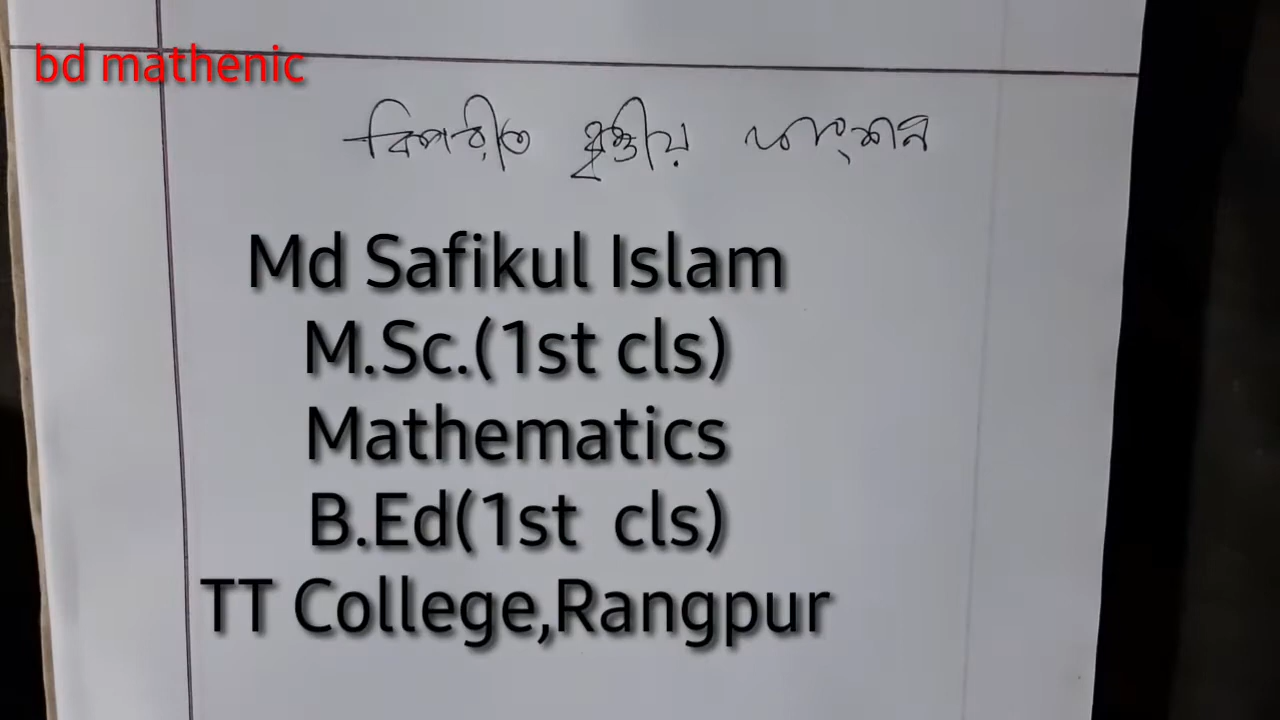 bd mathenic
বিপরীত বৃত্তীয় ফাংশন
Md Safikul Islam
M.Sc.(1st cls)
Mathematics
B.Ed(1st cls)
TT College,Rangpur